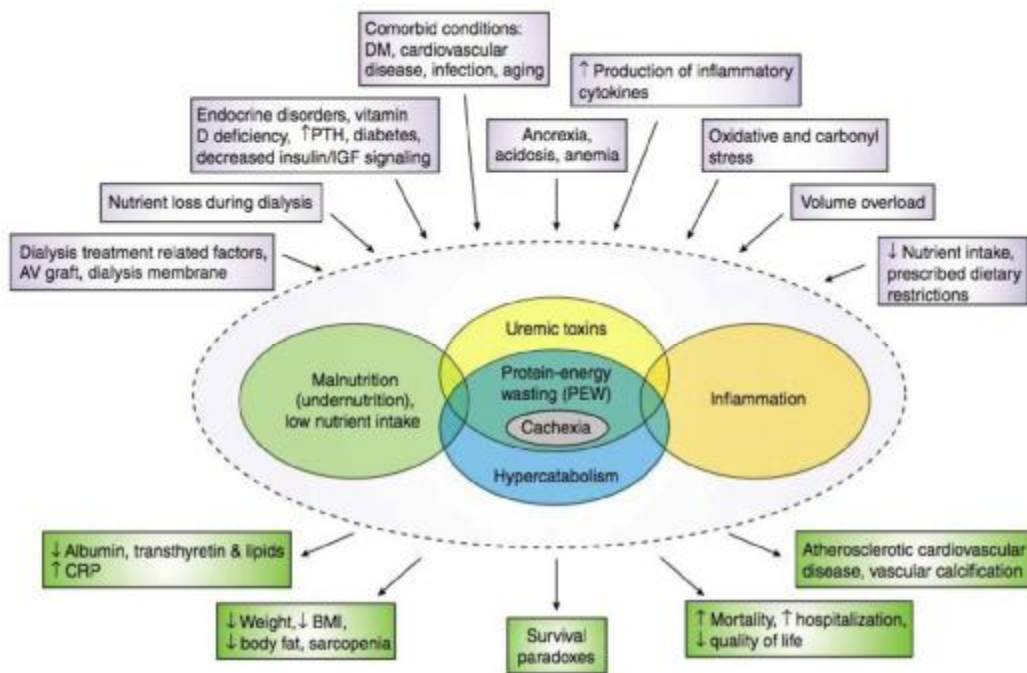 Comorbid conditions:
DM, cardiovascular
disease, infection, aging
↑ Production of inflammatory
cytokines
Endocrine disorders, vitamin
D deficiency, ↑PTH, diabetes,
decreased insulin/IGF signaling
Anorexia,
acidosis, anemia
Oxidative and carbonyl
stress
Nutrient loss during dialysis
Volume overload
Dialysis treatment related factors,
AV graft, dialysis membrane
↓ Nutrient intake,
prescribed dietary
restrictions
Uremic toxins
Malnutrition
(undernutrition),
low nutrient intake
Protein-energy
wasting (PEW)
Cachexia
Inflammation
Hypercatabolism
↓ Albumin, transthyretin & lipids
↑ CRP
Atherosclerotic cardiovascular
disease, vascular calcification
↓ Weight, ↓ BMI,
↓ body fat, sarcopenia
Survival
paradoxes
↑ Mortality, ↑ hospitalization,
↓ quality of life